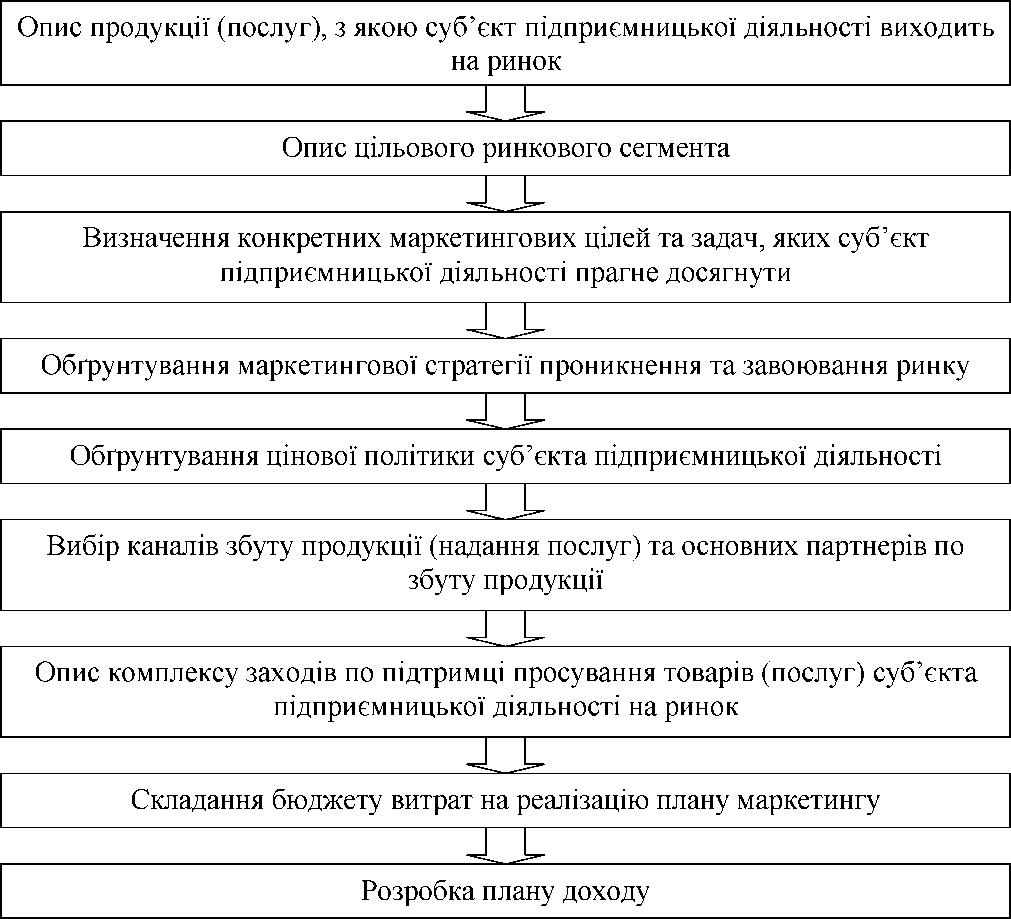 Опис продукції (послуг), з якою суб’єкт підприємницької діяльності виходить
на ринок
Опис цільового ринкового сегмента
Визначення конкретних маркетингових цілей та задач, яких суб’єкт
підприємницької діяльності прагне досягнути
Обґрунтування маркетингової стратегії проникнення та завоювання ринку
Обґрунтування цінової політики суб’єкта підприємницької діяльності
Вибір каналів збуту продукції (надання послуг) та основних партнерів по
збуту продукції
Опис комплексу заходів по підтримці просування товарів (послуг) суб’єкта
підприємницької діяльності на ринок
Складання бюджету витрат на реалізацію плану маркетингу
Розробка плану доходу